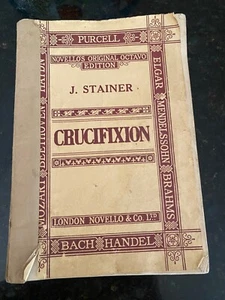 PURCELL
NOVELLO'S ORIGINAL OCTAVO
EDITION
J. STAINER
CRUCIFIXION
LONDON NOVELLO & Co. LTD
BACH HANDEL
MOZART BEETHOVEN HAYDN
ELGAR MENDELSSOHN BRAHMS